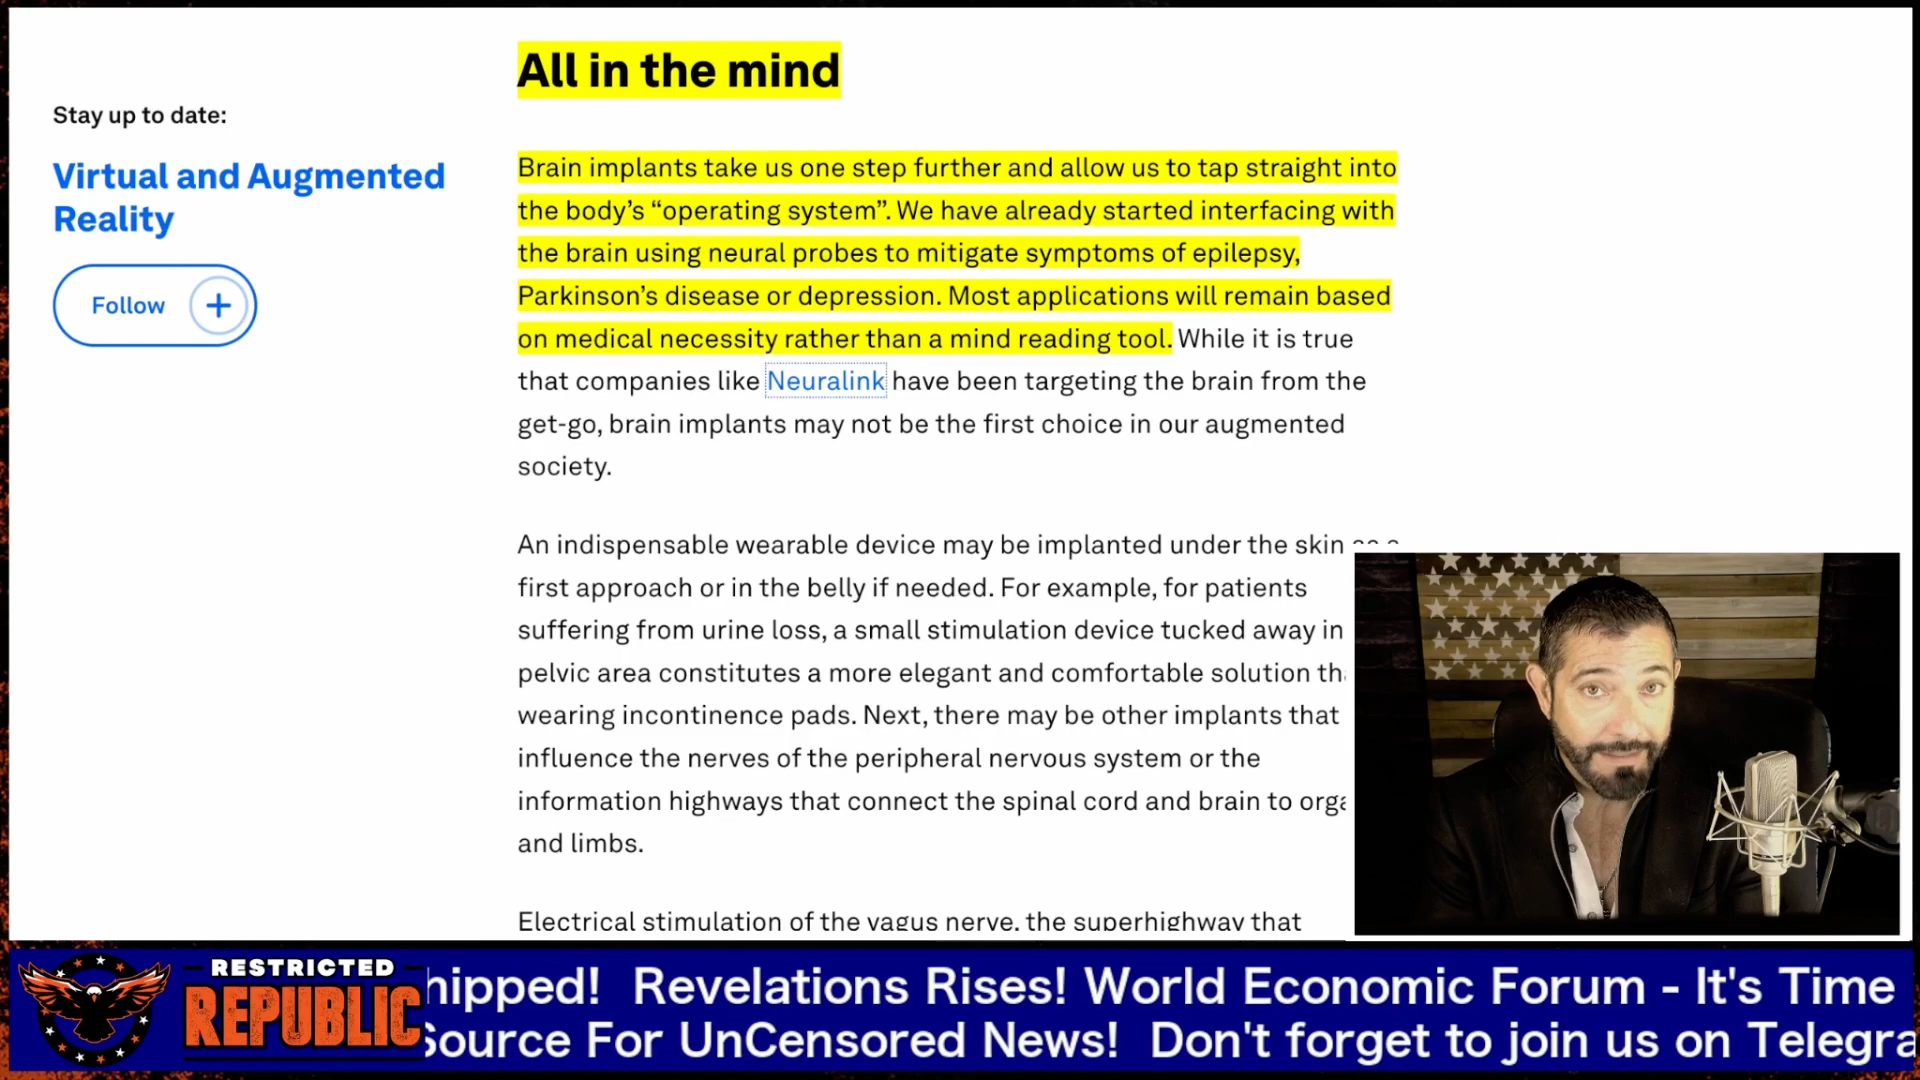 All in the mind
Stay up to date:
Virtual and Augmented
Reality
Follow
Brain implants take us one step further and allow us to tap straight into
the body's “operating system”. We have already started interfacing with
the brain using neural probes to mitigate symptoms of epilepsy,
Parkinson's disease or depression. Most applications will remain based
on medical necessity rather than a mind reading tool. While it is true
that companies like Neuralink have been targeting the brain from the
get-go, brain implants may not be the first choice in our augmented
society.
An indispensable wearable device may be implanted under the skin
first approach or in the belly if needed. For example, for patients
suffering from urine loss, a small stimulation device tucked away in
pelvic area constitutes a more elegant and comfortable solution
wearing incontinence pads. Next, there may be other implants that
influence the nerves of the peripheral nervous system or the
information highways that connect the spinal cord and brain to
and limbs.
Electrical stimulation of the vagus nerve, the superhighway that
RESTRICTED
REPUBLIC
hipped! Revelations Rises! World Economic Forum - It's Time
Source For UnCensored News! Don't forget to join us on Telegra